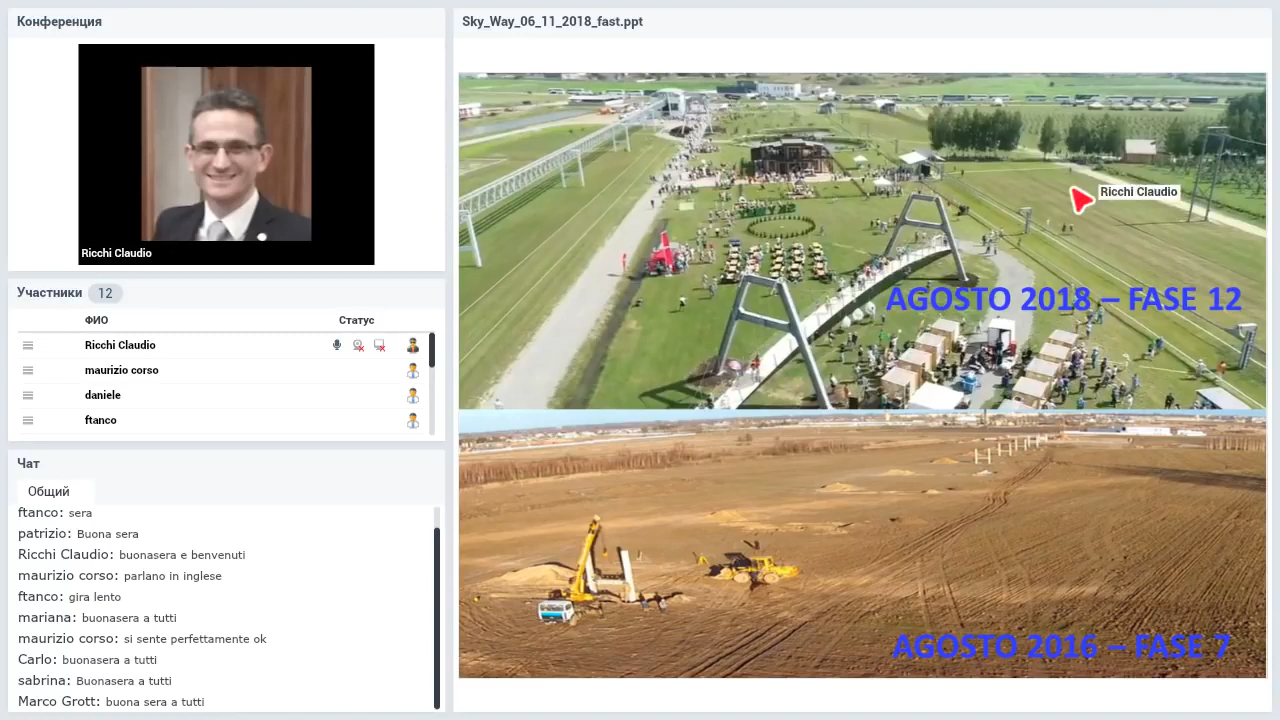 Конференция
Ricchi Claudio
Участники 12
ФИО Статус
Ricchi Claudio
maurizio corso
daniele
ftanco
Чат
Общий
ftanco: sera
patrizio: Buona sera
Ricchi Claudio: buonasera e benvenuti
maurizio corso: parlano in inglese
ftanco: gira lento
mariana: buonasera a tutti
maurizio corso: si sente perfettamente ok
Carlo: buonasera a tutti
sabrina: Buonasera a tutti
Marco Grott: buona sera a tutti
Sky_Way_06_11_2018_fast.ppt
Ricchi Claudio
AGOSTO 2018 – FASE 12
AGOSTO 2016 – FASE 7